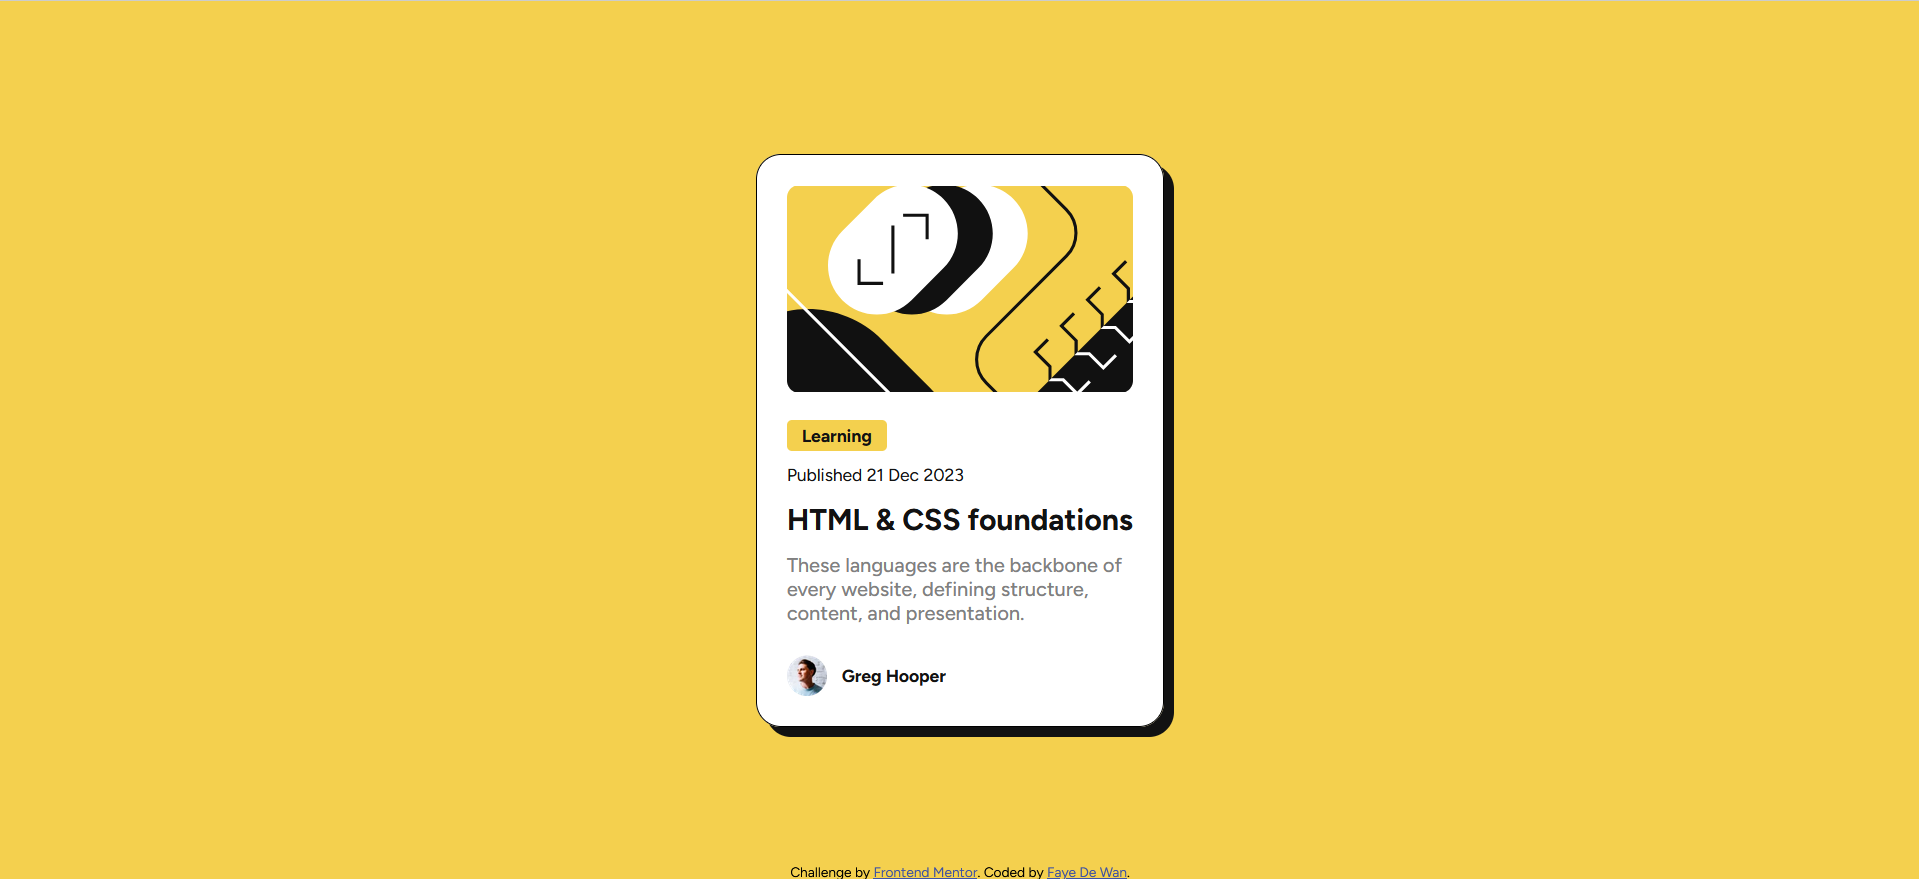 Learning
Published 21 Dec 2023
HTML & CSS foundations
These languages are the backbone of
every website, defining structure,
content, and presentation.
Greg Hooper
Challenge by Frontend Mentor. Coded by Faye De Wan.